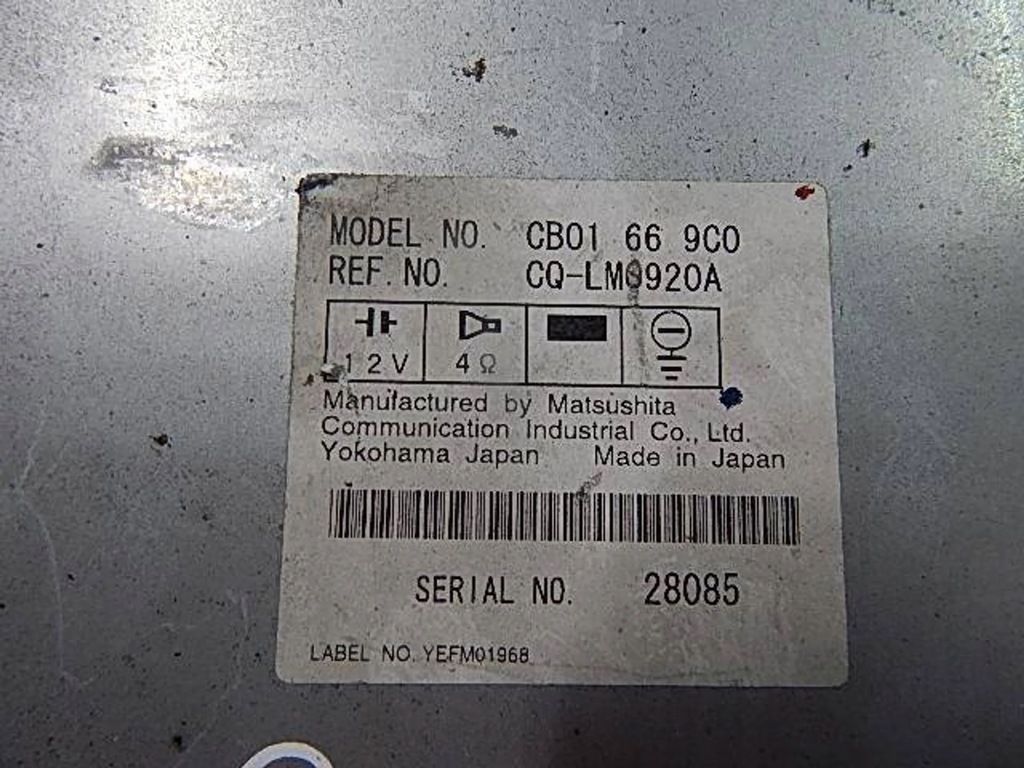 MODEL NO. CB01 66 9C0
REF. NO. CQ-LM0920A
12V 4Ω
Manufactured by Matsushita
Communication Industrial Co., Ltd.
Yokohama Japan Made in Japan
SERIAL NO. 28085
LABEL NO. YEFM01968